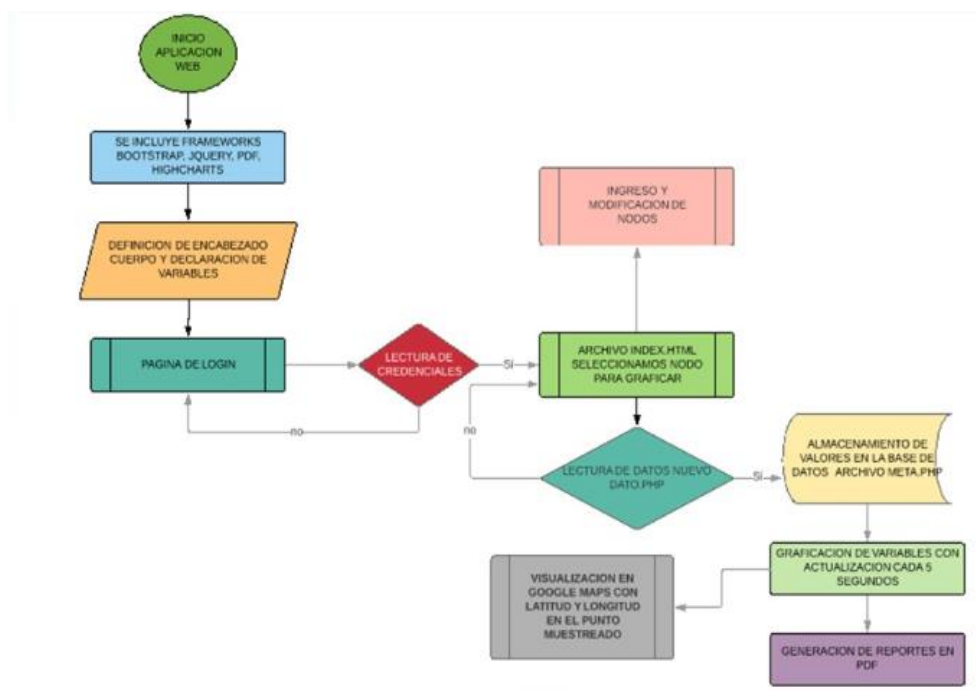 INICIO
APLICACION
WEB
SE INCLUYE FRAMEWORKS
BOOTSTRAP, JQUERY, PDF,
HIGHCHARTS
DEFINICION DE ENCABEZADO
CUERPO Y DECLARACION DE
VARIABLES
PAGINA DE LOGIN
LECTURA DE
CREDENCIALES
Si
no
INGRESO Y
MODIFICACION DE
NODOS
ARCHIVO INDEX.HTML
SELECCIONAMOS NODO
PARA GRAFICAR
no
LECTURA DE DATOS NUEVO
DATO.PHP
Si
ALMACENAMIENTO DE
VALORES EN LA BASE DE
DATOS ARCHIVO META.PHP
GRAFICACION DE VARIABLES CON
ACTUALIZACION CADA 5
SEGUNDOS
VISUALIZACION EN
GOOGLE MAPS CON
LATITUD Y LONGITUD
EN EL PUNTO
MUESTREADO
GENERACION DE REPORTES EN
PDF